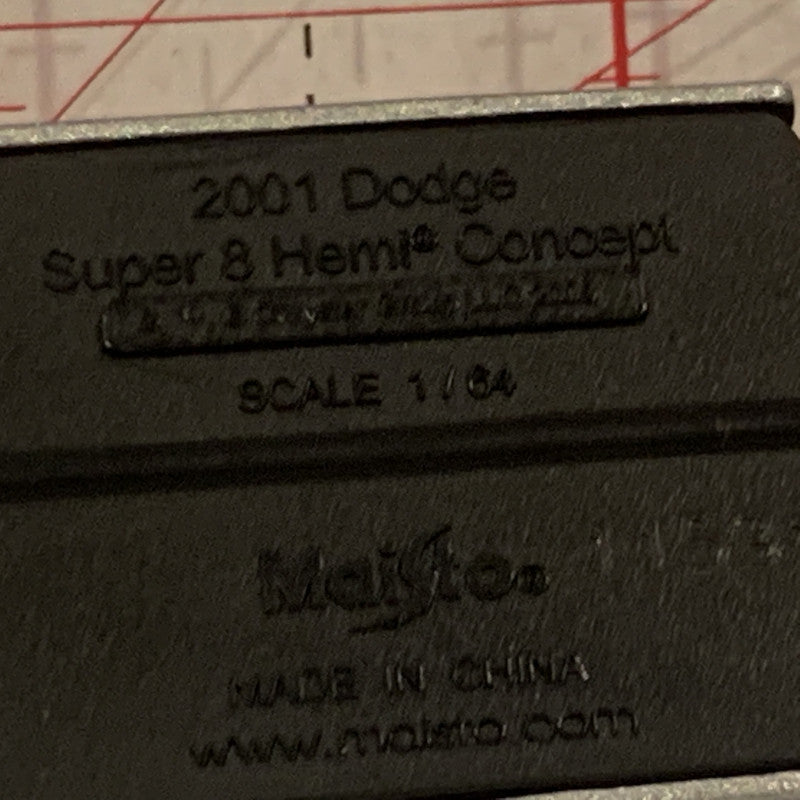 2001 Dodge
Super 8 Hemi® Concept
SCALE 1/64
Maisto®
MADE IN CHINA
www.maisto.com